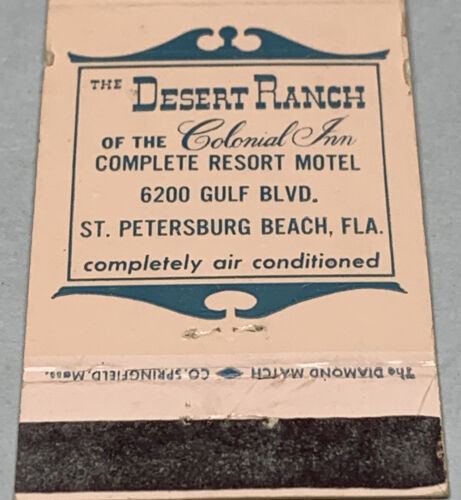 THE DESERT RANCH
OF THE Colonial Inn
COMPLETE RESORT MOTEL
6200 GULF BLVD.
ST. PETERSBURG BEACH, FLA.
completely air conditioned
The DIAMOND MATCH CO. SPRINGFIELD, Mass.